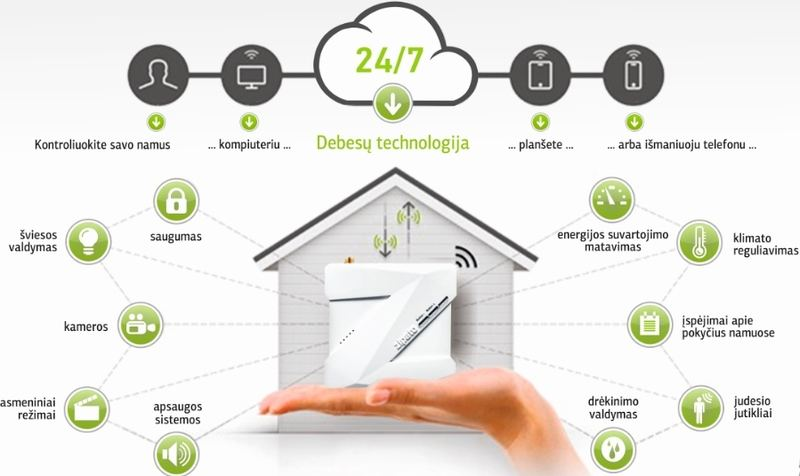 24/7
Kontroliuokite savo namus
... kompiuteriu ...
Debesų technologija
... planšete ...
... arba išmaniuoju telefonu ...
saugumas
šviesos
valdymas
kameros
asmeniniai
režimai
apsaugos
sistemos
zipato
energijos suvartojimo
matavimas
klimato
reguliavimas
įspėjimai apie
pokyčius namuose
judesio
jutikliai
drėkinimo
valdymas